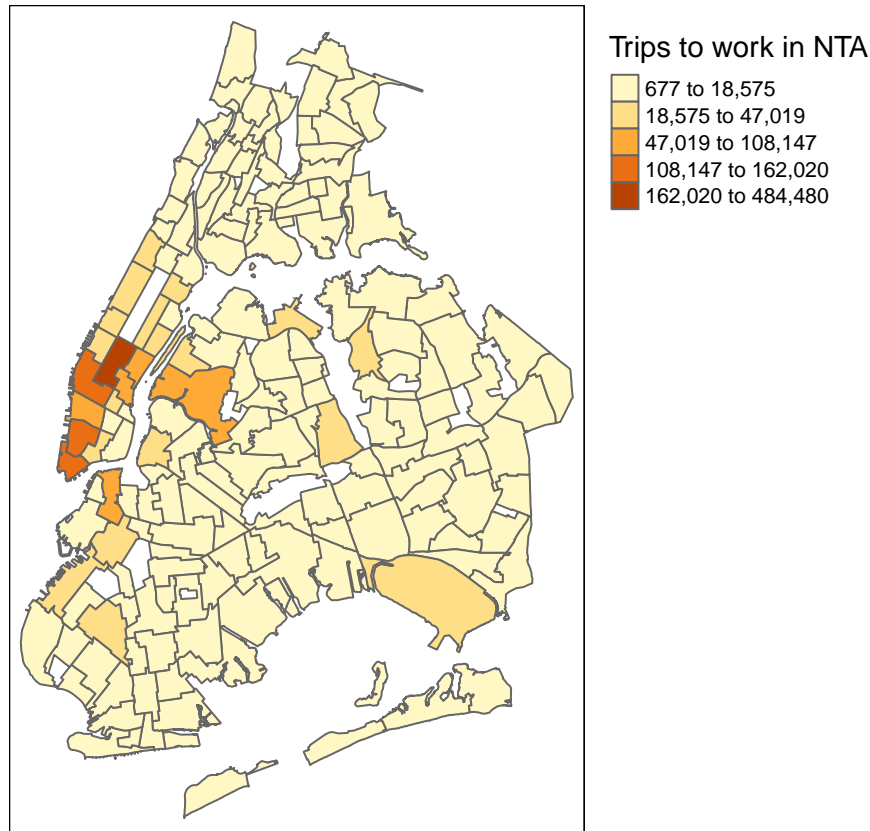 Trips to work in NTA
677 to 18,575
18,575 to 47,019
47,019 to 108,147
108,147 to 162,020
162,020 to 484,480